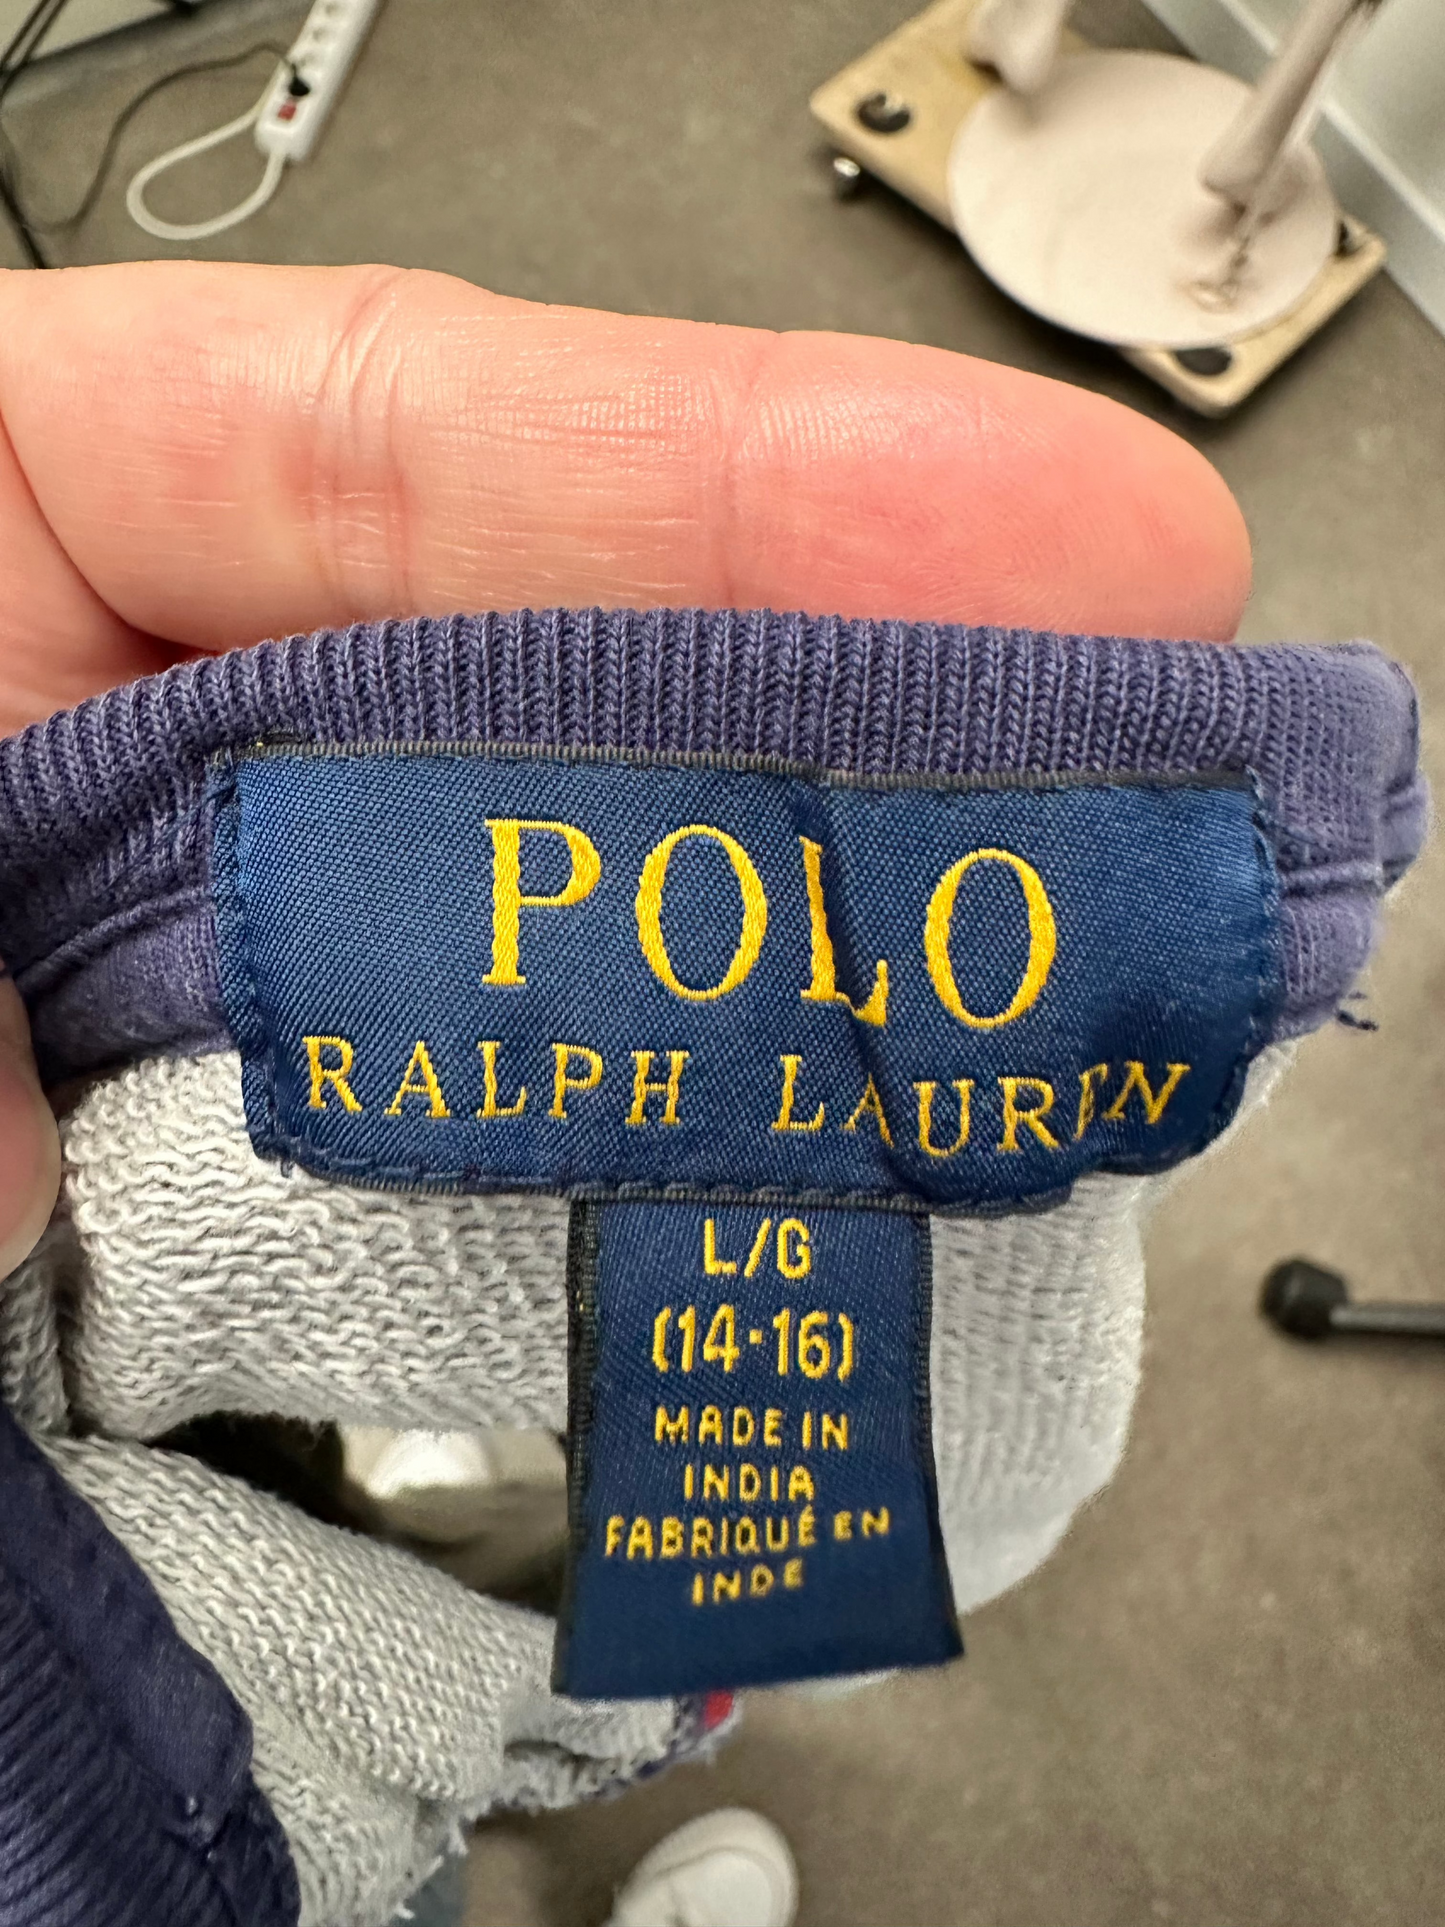 POLO
RALPH LAUREN
L/G
(14-16)
MADE IN
INDIA
FABRIQUÉ EN
INDE